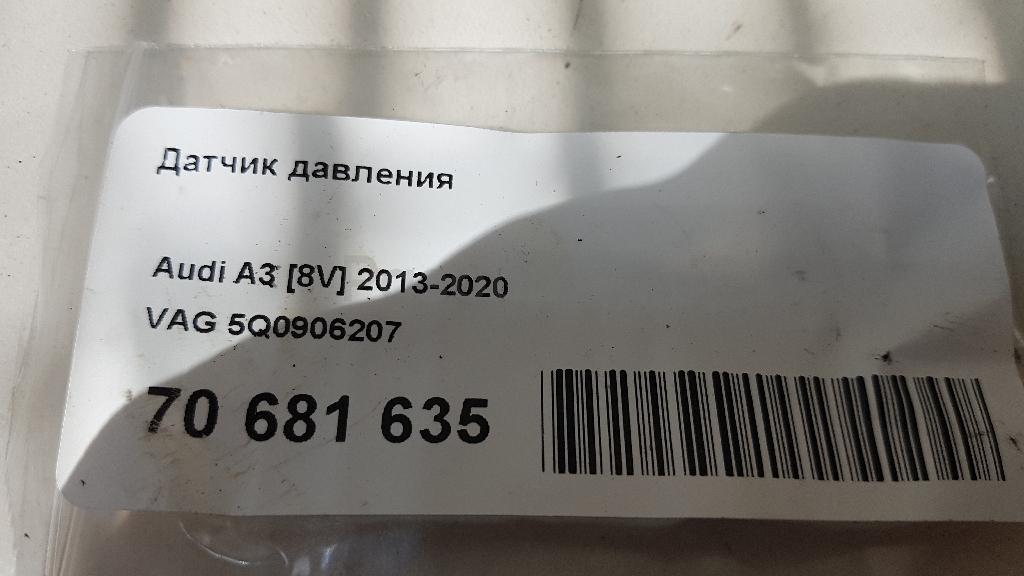 Датчик давления
Audi A3 [8V] 2013-2020
VAG 5Q0906207
70 681 635